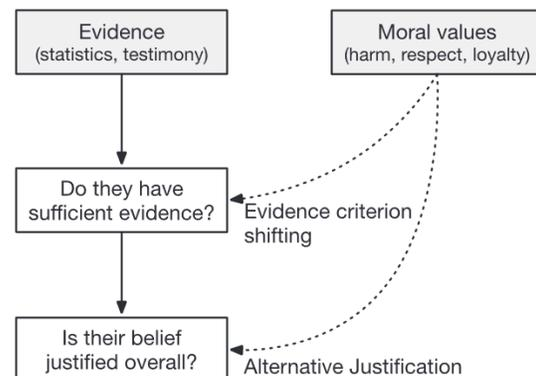 Evidence
(statistics, testimony)
Moral values
(harm, respect, loyalty)
Do they have
sufficient evidence?
Evidence criterion
shifting
Is their belief
justified overall?
Alternative Justification